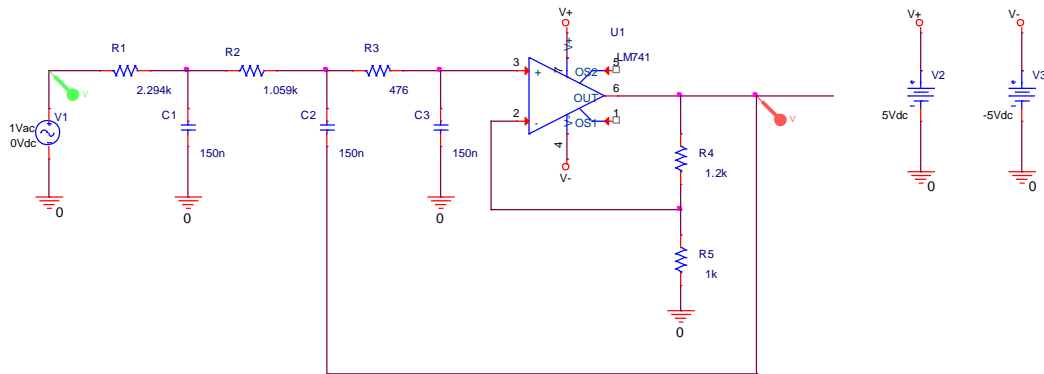 V+
U1
R1
R2
R3
V+
7
LM741
5
OS2
3
+
2.294k
1.059k
476
OUT
6
V
V1
1Vac
0Vdc
C1
C2
C3
2
-
V-
OS1
1
V
4
150n
150n
150n
V-
R4
1.2k
0
0
0
0
R5
1k
0
V+
V2
5Vdc
0
V-
V3
-5Vdc
0